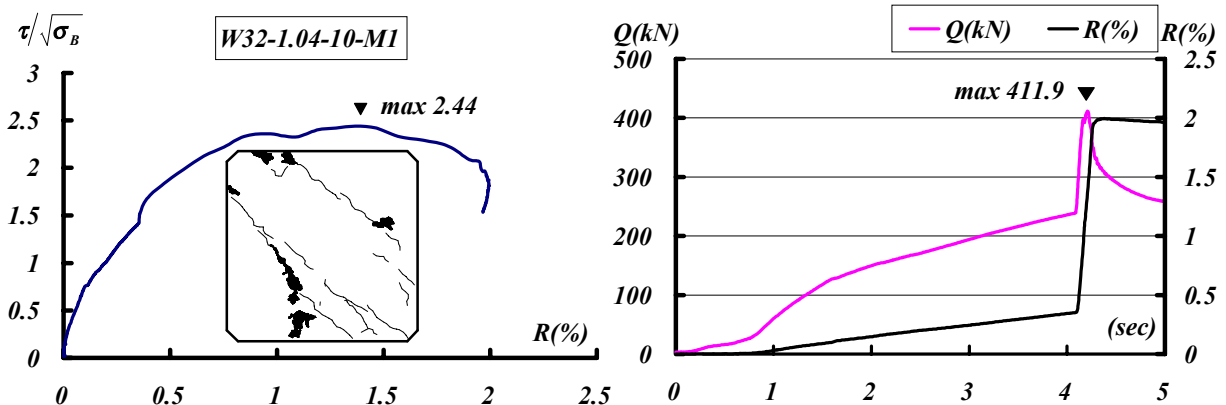 τ/√σB
W32-1.04-10-M1
3
2.5
2
1.5
1
0.5
0
max 2.44
R(%)
0 0.5 1 1.5 2 2.5
Q(kN) R(%)
Q(kN) R(%)
500 2.5
400 2
300 1.5
200 1
100 0.5
0 0
max 411.9
(sec)
0 1 2 3 4 5